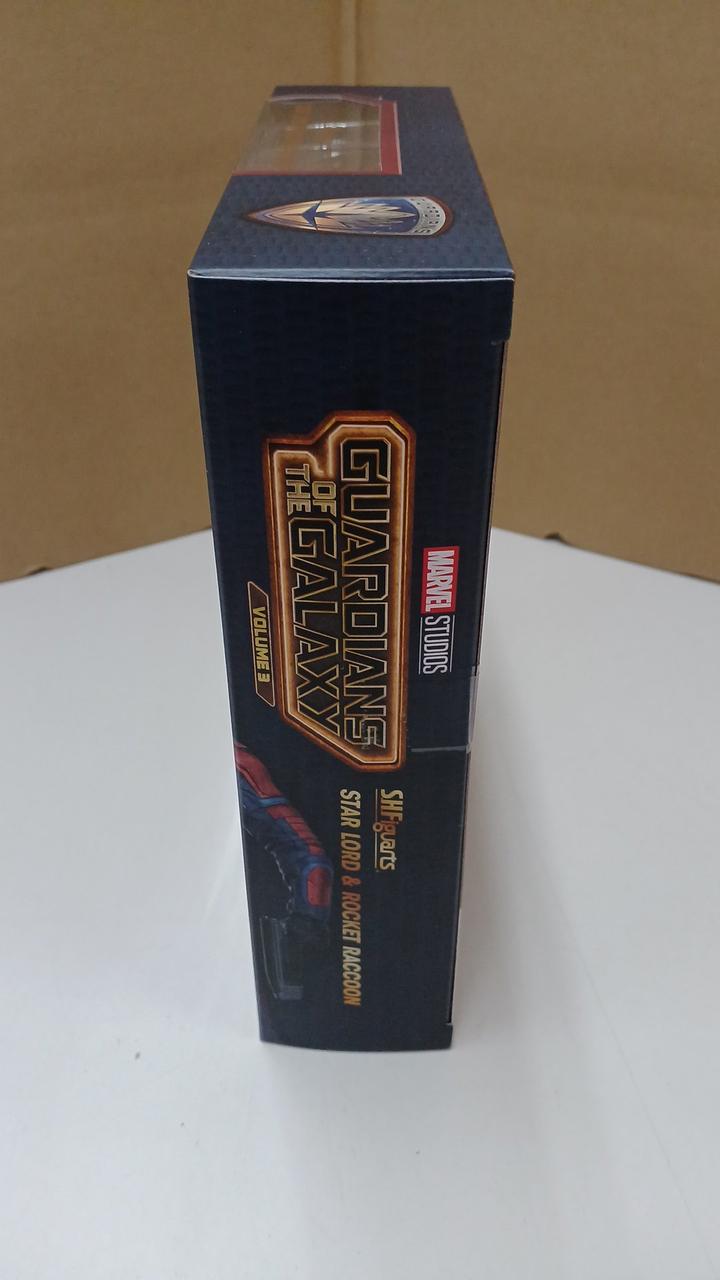 MARVEL STUDIOS
GUARDIANS
OF THE GALAXY
VOLUME 3
SHFiguarts
STAR LORD & ROCKET RACCOON